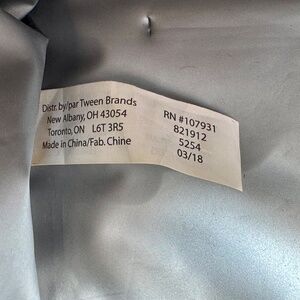 Distr. by/par Tween Brands
New Albany, OH 43054
Toronto, ON L6T 3R5
Made in China/Fab. Chine
RN #107931
821912
5254
03/18